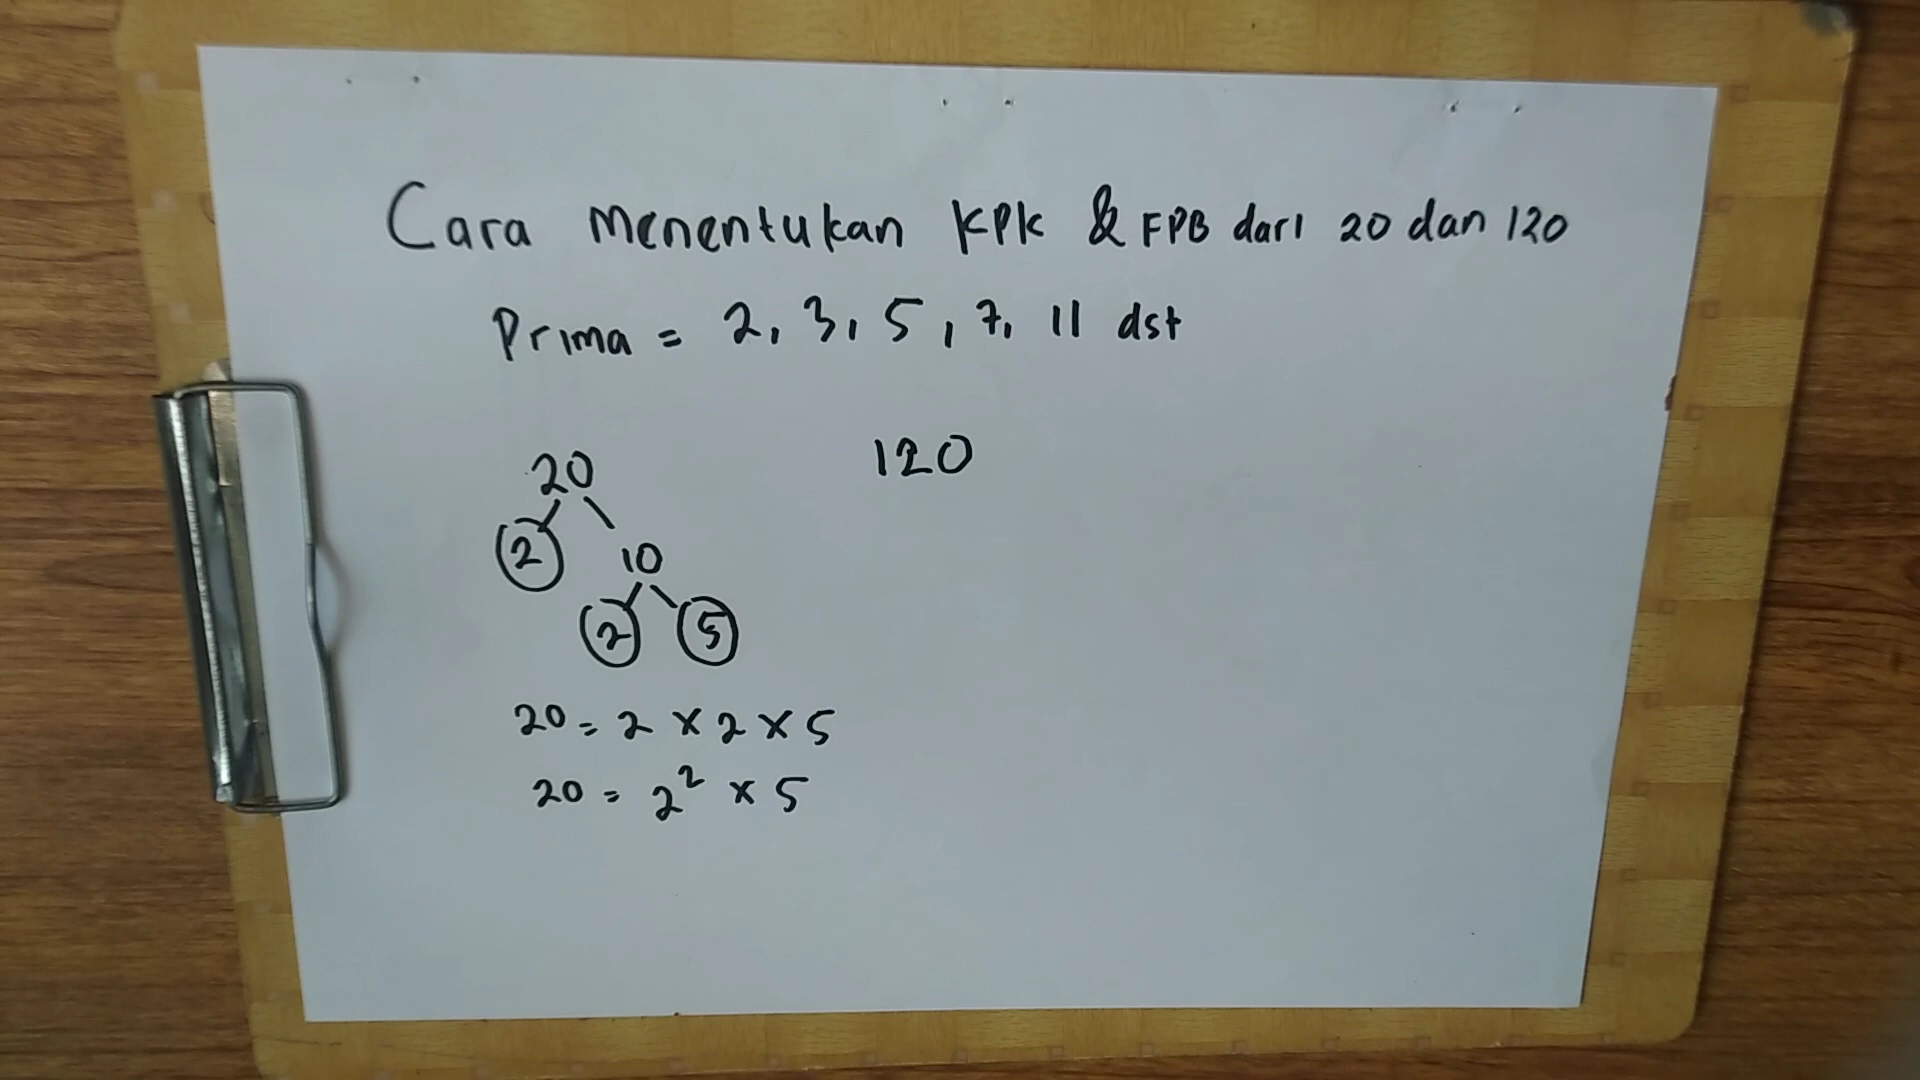 Cara menentukan KPK & FPB dari 20 dan 120
Prima = 2, 3, 5, 7, 11 dst
20
120
2
10
2 5
20 = 2 x 2 x 5
20 = 2² x 5